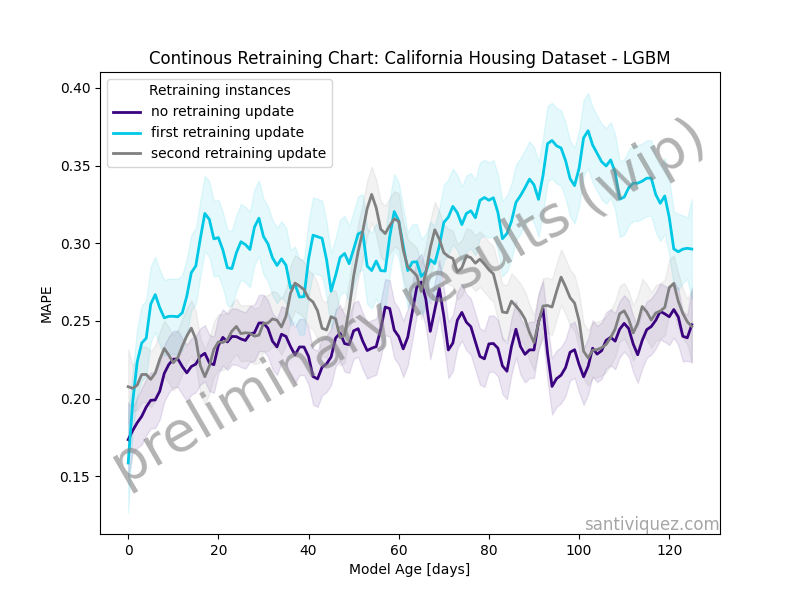 Continous Retraining Chart: California Housing Dataset - LGBM
Retraining instances
no retraining update
first retraining update
second retraining update
0.40
0.35
0.30
0.25
0.20
0.15
MAPE
preliminary results (wip)
santiviquez.com
0 20 40 60 80 100 120
Model Age [days]